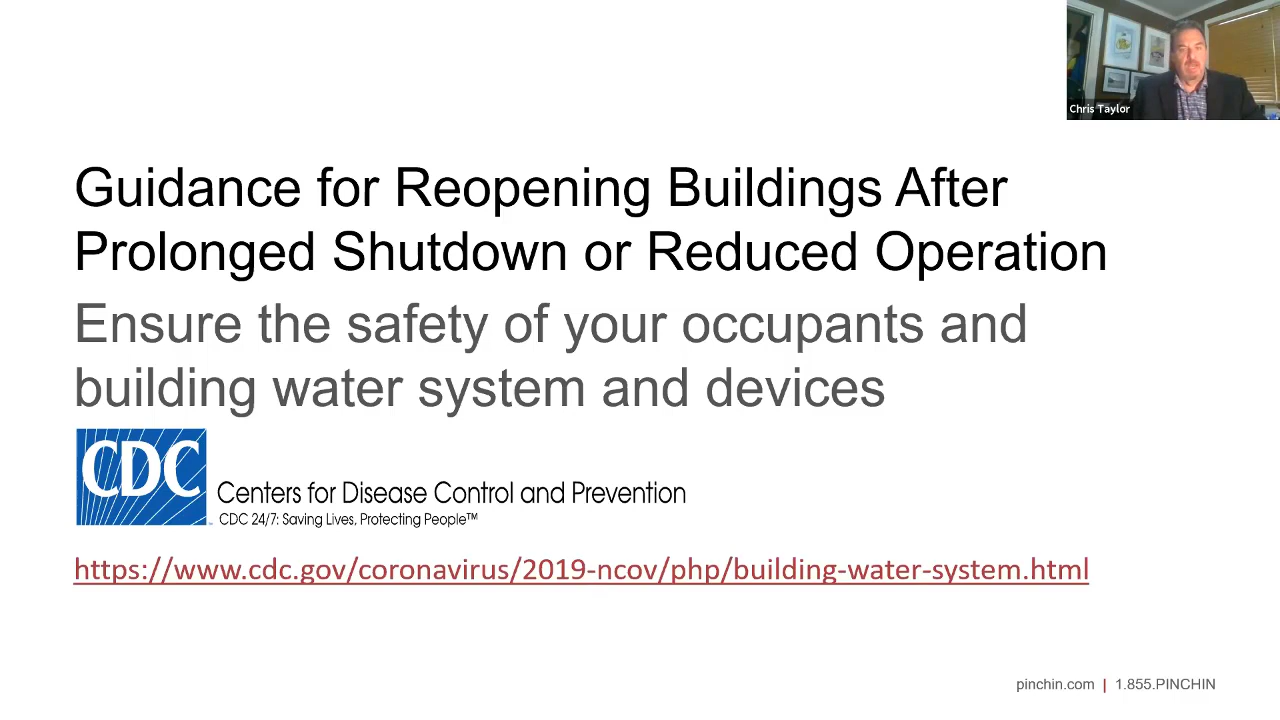 Chris Taylor
Guidance for Reopening Buildings After
Prolonged Shutdown or Reduced Operation
Ensure the safety of your occupants and
building water system and devices
CDC
Centers for Disease Control and Prevention
CDC 24/7: Saving Lives, Protecting People™
https://www.cdc.gov/coronavirus/2019-ncov/php/building-water-system.html
pinchin.com | 1.855.PINCHIN